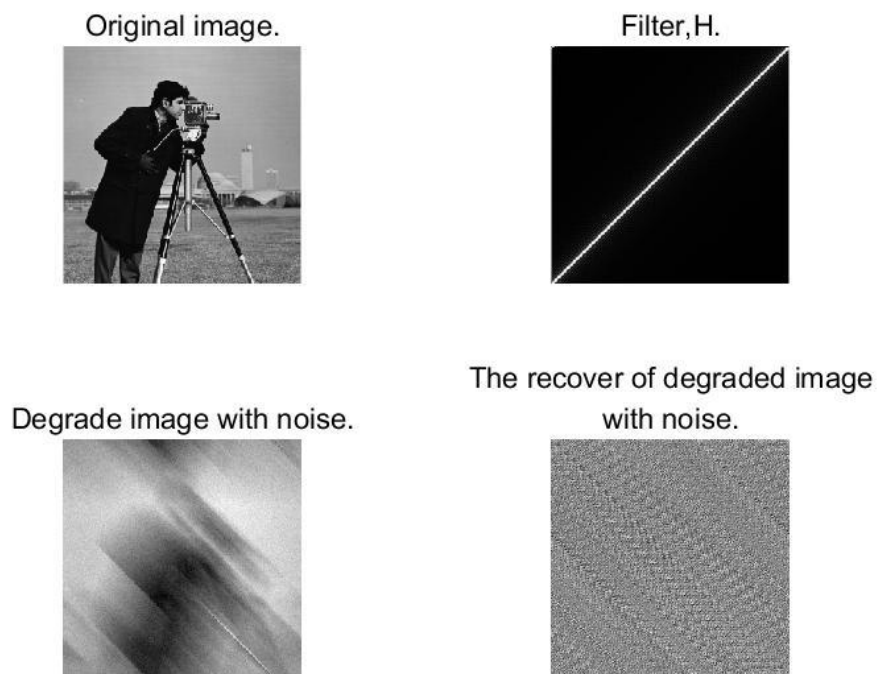 Original image.
Filter,H.
Degrade image with noise.
The recover of degraded image
with noise.